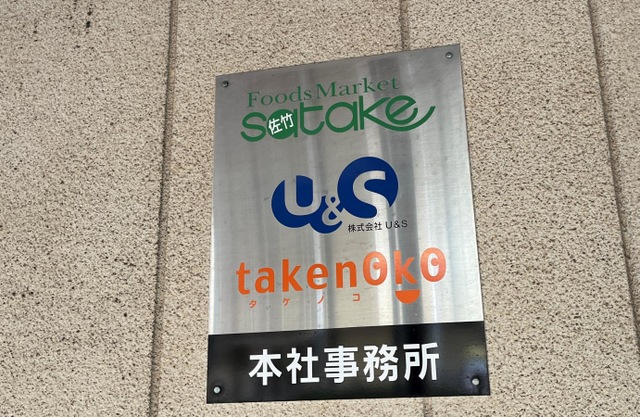 Foods Market
satake
佐竹
U&S
株式会社 U&S
takenoko
タケノコ
本社事務所